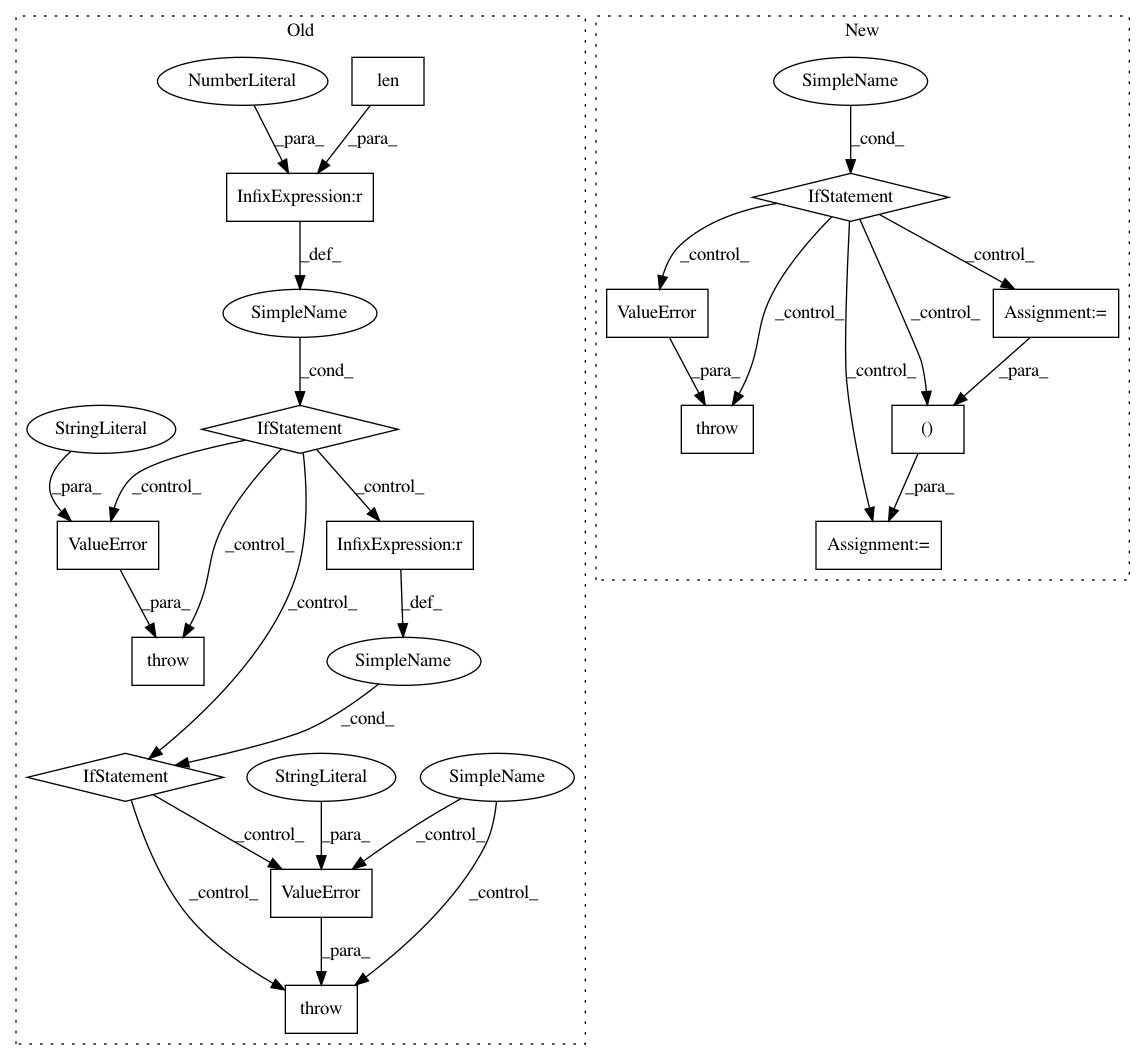 Old
New
NumberLiteral
len
SimpleName
_para_
_para_
_cond_
InfixExpression:r
IfStatement
_def_
_control_
_control_
SimpleName
ValueError
_control_
_control_
Assignment:=
_cond_
_para_
_control_
_para_
StringLiteral
IfStatement
throw
()
_para_
_control_
_control_
_para_
ValueError
_control_
InfixExpression:r
Assignment:=
_para_
_control_
_def_
throw
SimpleName
_cond_
IfStatement
StringLiteral
SimpleName
_control_
_para_
_control_
_control_
ValueError
_control_
_para_
throw